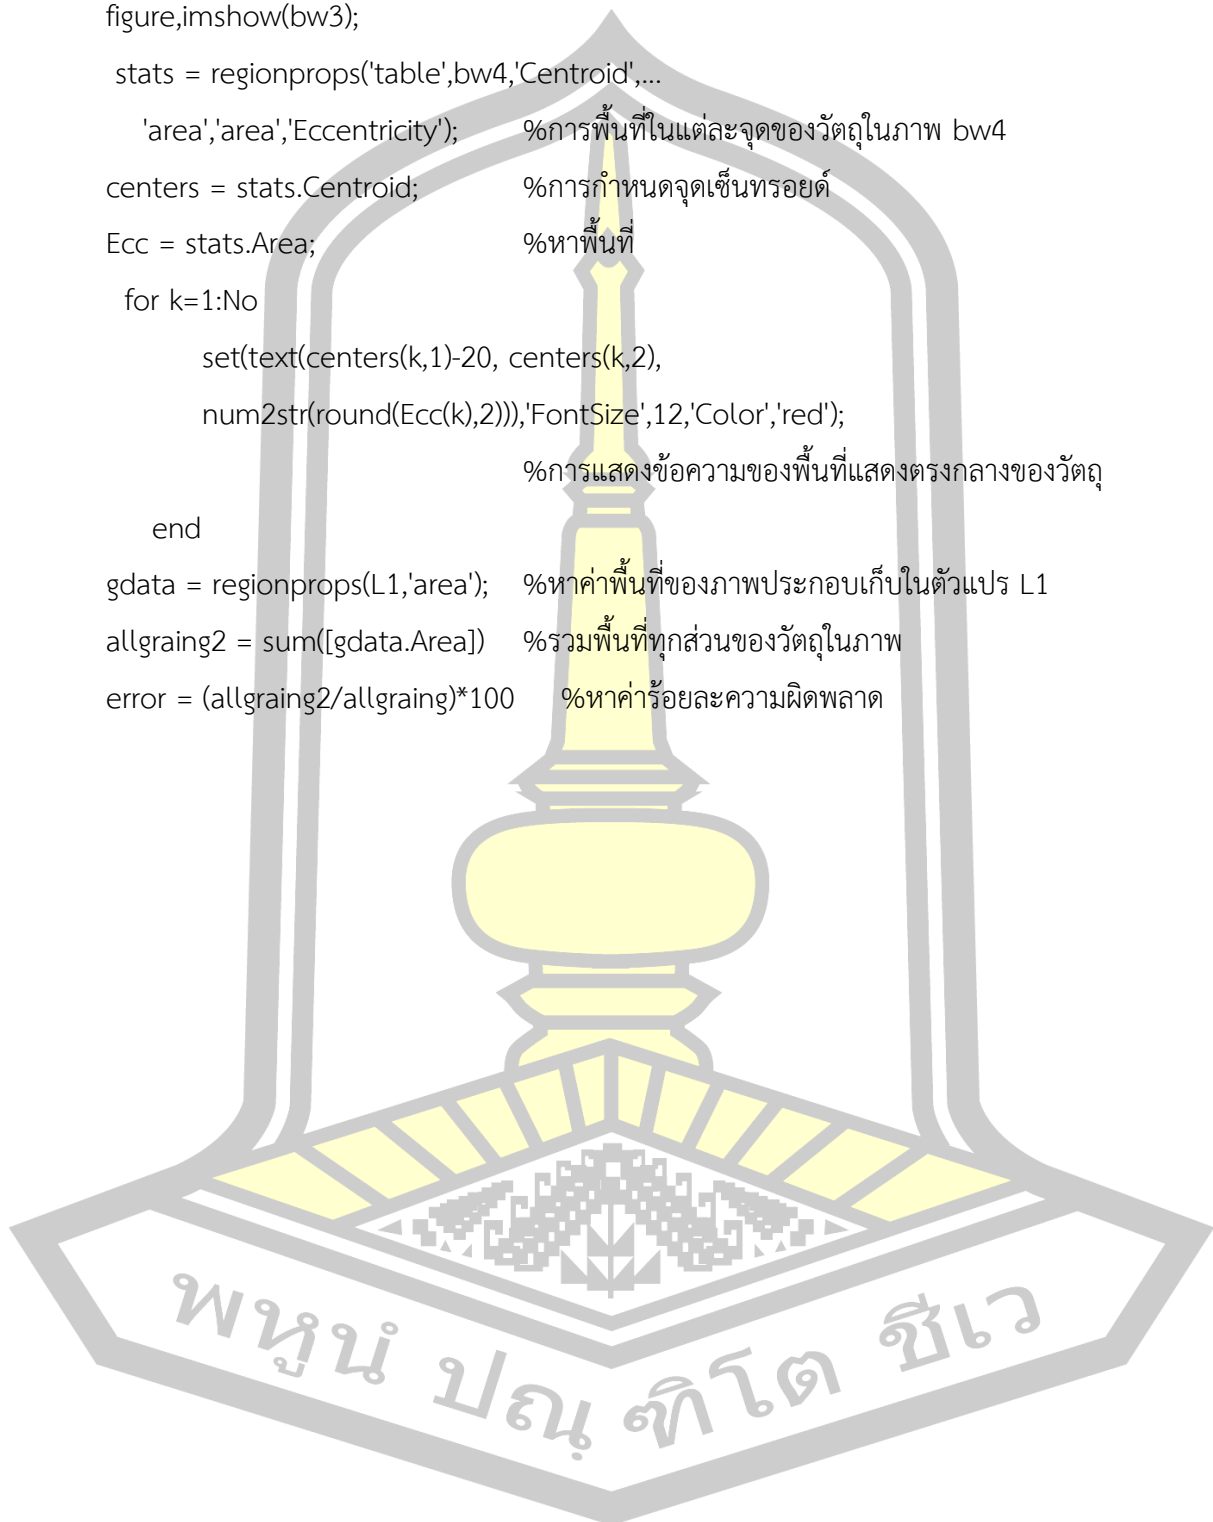 figure,imshow(bw3);
stats = regionprops('table',bw4,'Centroid',...
'area','area','Eccentricity'); %การพื้นที่ในแต่ละจุดของวัตถุในภาพ bw4
centers = stats.Centroid; %การกำหนดจุดเซ็นทรอยด์
Ecc = stats.Area; %หาพื้นที่
for k=1:No
set(text(centers(k,1)-20, centers(k,2),
num2str(round(Ecc(k),2))),'FontSize',12,'Color','red');
%การแสดงข้อความของพื้นที่แสดงตรงกลางของวัตถุ
end
gdata = regionprops(L1,'area'); %หาค่าพื้นที่ของภาพประกอบเก็บในตัวแปร L1
allgraing2 = sum([gdata.Area]) %รวมพื้นที่ทุกส่วนของวัตถุในภาพ
error = (allgraing2/allgraing)*100 %หาค่าร้อยละความผิดพลาด
พหูนํ ปณฺฑิโต ชีเว